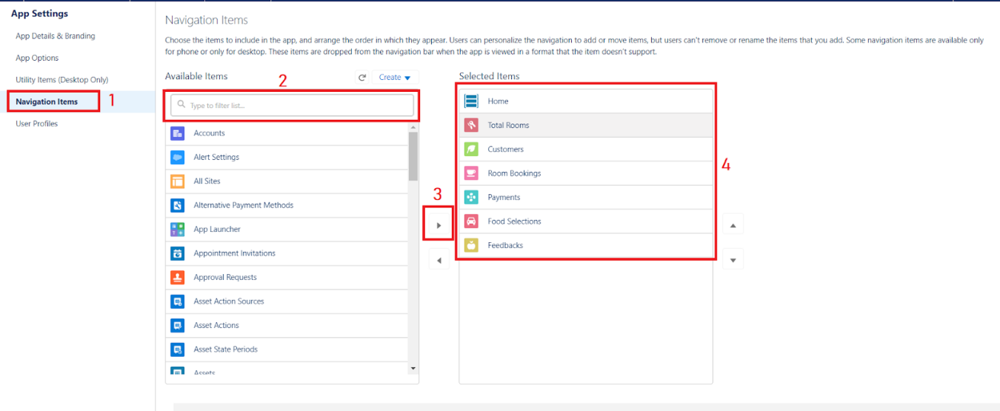 App Settings
App Details & Branding
App Options
Utility Items (Desktop Only)
Navigation Items
1
User Profiles
Navigation Items
Choose the items to include in the app, and arrange the order in which they appear. Users can personalize the navigation to add or move items, but users can't remove or rename the items that you add. Some navigation items are available only
for phone or only for desktop. These items are dropped from the navigation bar when the app is viewed in a format that the item doesn't support.
Available Items
2
Create
Type to filter list...
Accounts
Alert Settings
All Sites
Alternative Payment Methods
App Launcher
Appointment Invitations
Approval Requests
Asset Action Sources
Asset Actions
Asset State Periods
Assets
3
Selected Items
Home
Total Rooms
Customers
Room Bookings
Payments
Food Selections
Feedbacks
4